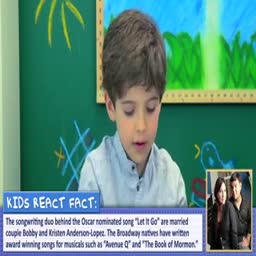 KIDS REACT FACT:
The songwriting duo behind the Oscar nominated song "Let It Go" are married
couple Bobby and Kristen Anderson-Lopez. The Broadway natives have written
award winning songs for musicals such as "Avenue Q" and "The Book of Mormon."